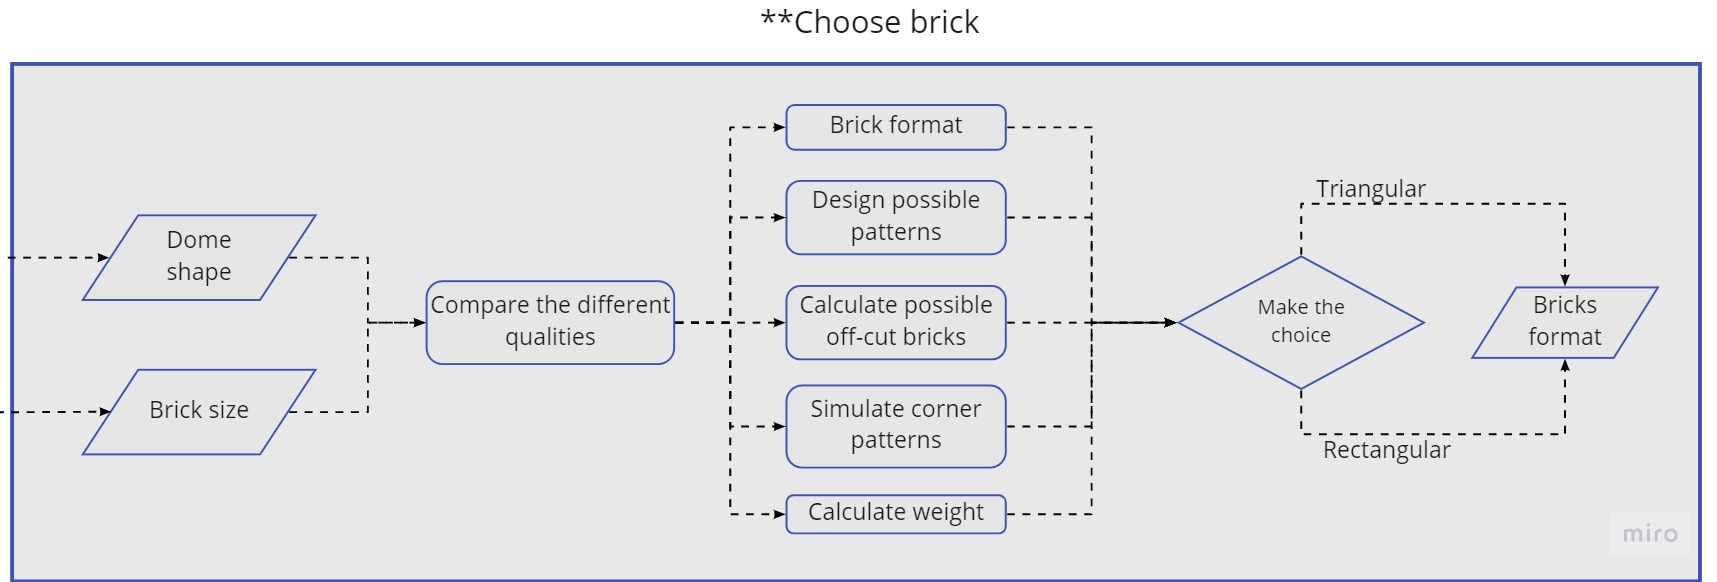 **Choose brick
Dome
shape
Brick size
Compare the different
qualities
Brick format
Design possible
patterns
Calculate possible
off-cut bricks
Simulate corner
patterns
Calculate weight
Make the
choice
Triangular
Rectangular
Bricks
format
miro